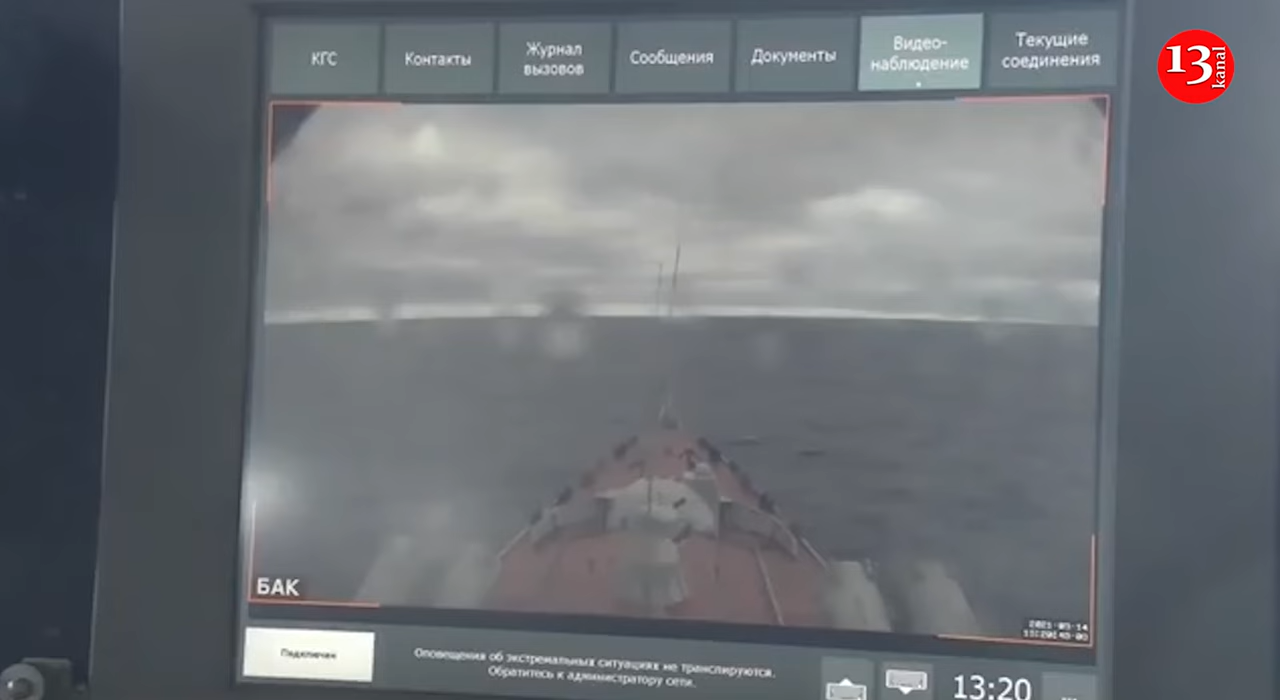 КГС
Контакты
Журнал
вызовов
Сообщения
Документы
Видео-
наблюдение
Текущие
соединения
13
kanal
БАК
Подключен
Оповещения об экстремальных ситуациях не транслируются.
Обратитесь к администратору сети.
13:20